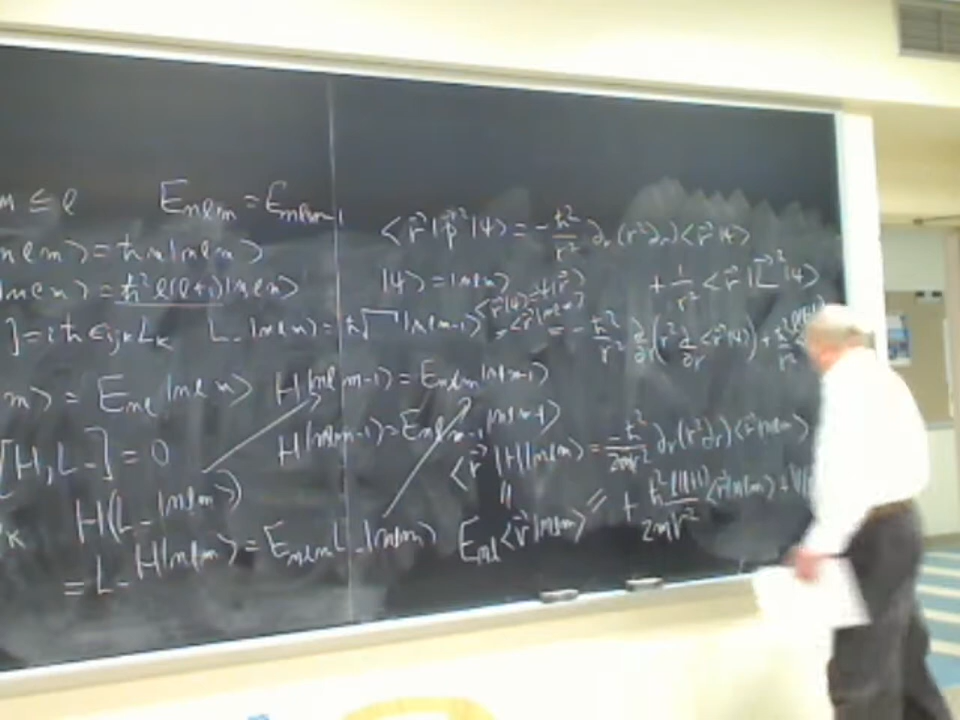 m ≤ ℓ E_{nℓm} = E_{nℓm-1}
nℓm⟩ = ħm|nℓm⟩
nℓm⟩ = ħ²ℓ(ℓ+1)|nℓm⟩
] = iħ ε_{ijk} L_k L_-|nℓm⟩ = ħ√ |nℓm-1⟩
m⟩ = E_{nℓ}|nℓm⟩
[H, L_-] = 0
H(L_-|nℓm⟩)
= L_- H|nℓm⟩ = E_{nℓm} L_-|nℓm⟩
H|nℓm-1⟩ = E_{nℓm}|nℓm-1⟩
H|nℓm-1⟩ = E_{nℓm-1}|nℓm-1⟩
⟨r⃗|p⃗²|ψ⟩ = -ħ²/r² ∂_r(r²∂_r)⟨r⃗|ψ⟩
+ 1/r² ⟨r⃗|L⃗²|ψ⟩
|ψ⟩ = |nℓm⟩
⟨r⃗|ψ⟩ = ψ(r⃗)
= -ħ²/r² ∂/∂r(r² ∂/∂r ⟨r⃗|ψ⟩) +
⟨r⃗|H|nℓm⟩ = -ħ²/2mr² ∂_r(r²∂_r)⟨r⃗|nℓm⟩
E_{nℓ}⟨r⃗|nℓm⟩ = + ħ²ℓ(ℓ+1)/2mr² ⟨r⃗|nℓm⟩ + V